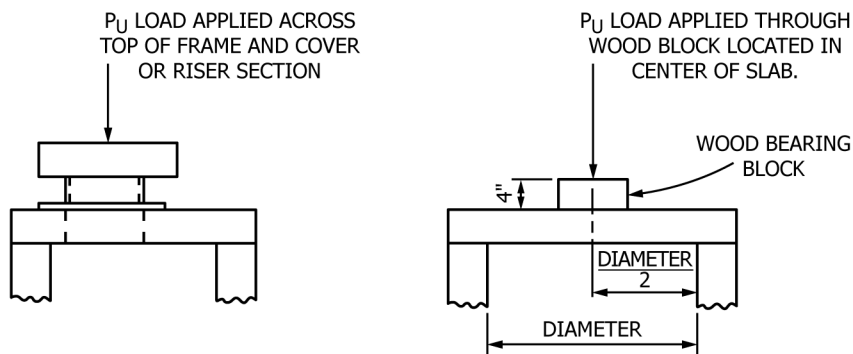 PU LOAD APPLIED ACROSS
TOP OF FRAME AND COVER
OR RISER SECTION
PU LOAD APPLIED THROUGH
WOOD BLOCK LOCATED IN
CENTER OF SLAB.
WOOD BEARING
BLOCK
4"
DIAMETER
2
DIAMETER